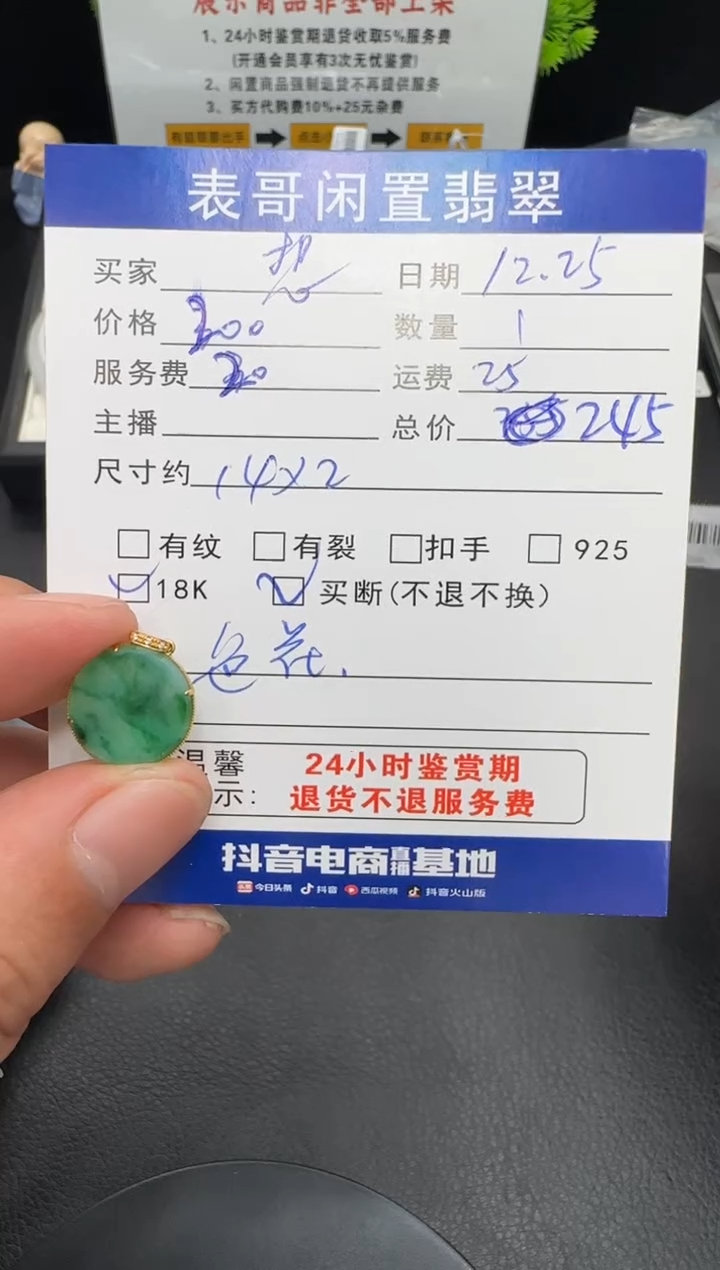 展示商品非全部上架
1、24小时鉴赏期退货收取5%服务费
(开通会员享有3次无忧鉴赏)
2、闲置商品强制退货不再提供服务
3、买方代购费10%+25元杂费
表哥闲置翡翠
买家 想 日期 12.25
价格 200 数量 1
服务费 20 运费 25
主播 总价 245
尺寸约 14×2
有纹 有裂 扣手 925
18K 买断(不退不换)
色花.
温馨 24小时鉴赏期
示: 退货不退服务费
抖音电商直播基地
今日头条 抖音 西瓜视频 抖音火山版